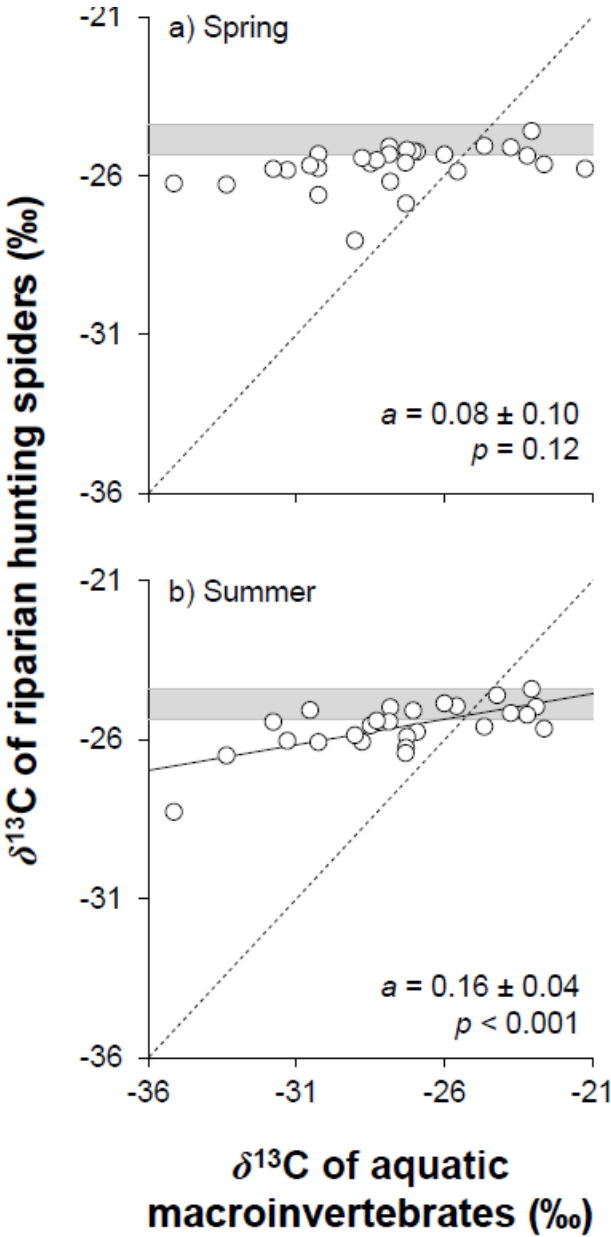 δ¹³C of riparian hunting spiders (‰)
-21
a) Spring
-26
-31
a = 0.08 ± 0.10
p = 0.12
-36
-21
b) Summer
-26
-31
a = 0.16 ± 0.04
p < 0.001
-36
-36 -31 -26 -21
δ¹³C of aquatic
macroinvertebrates (‰)